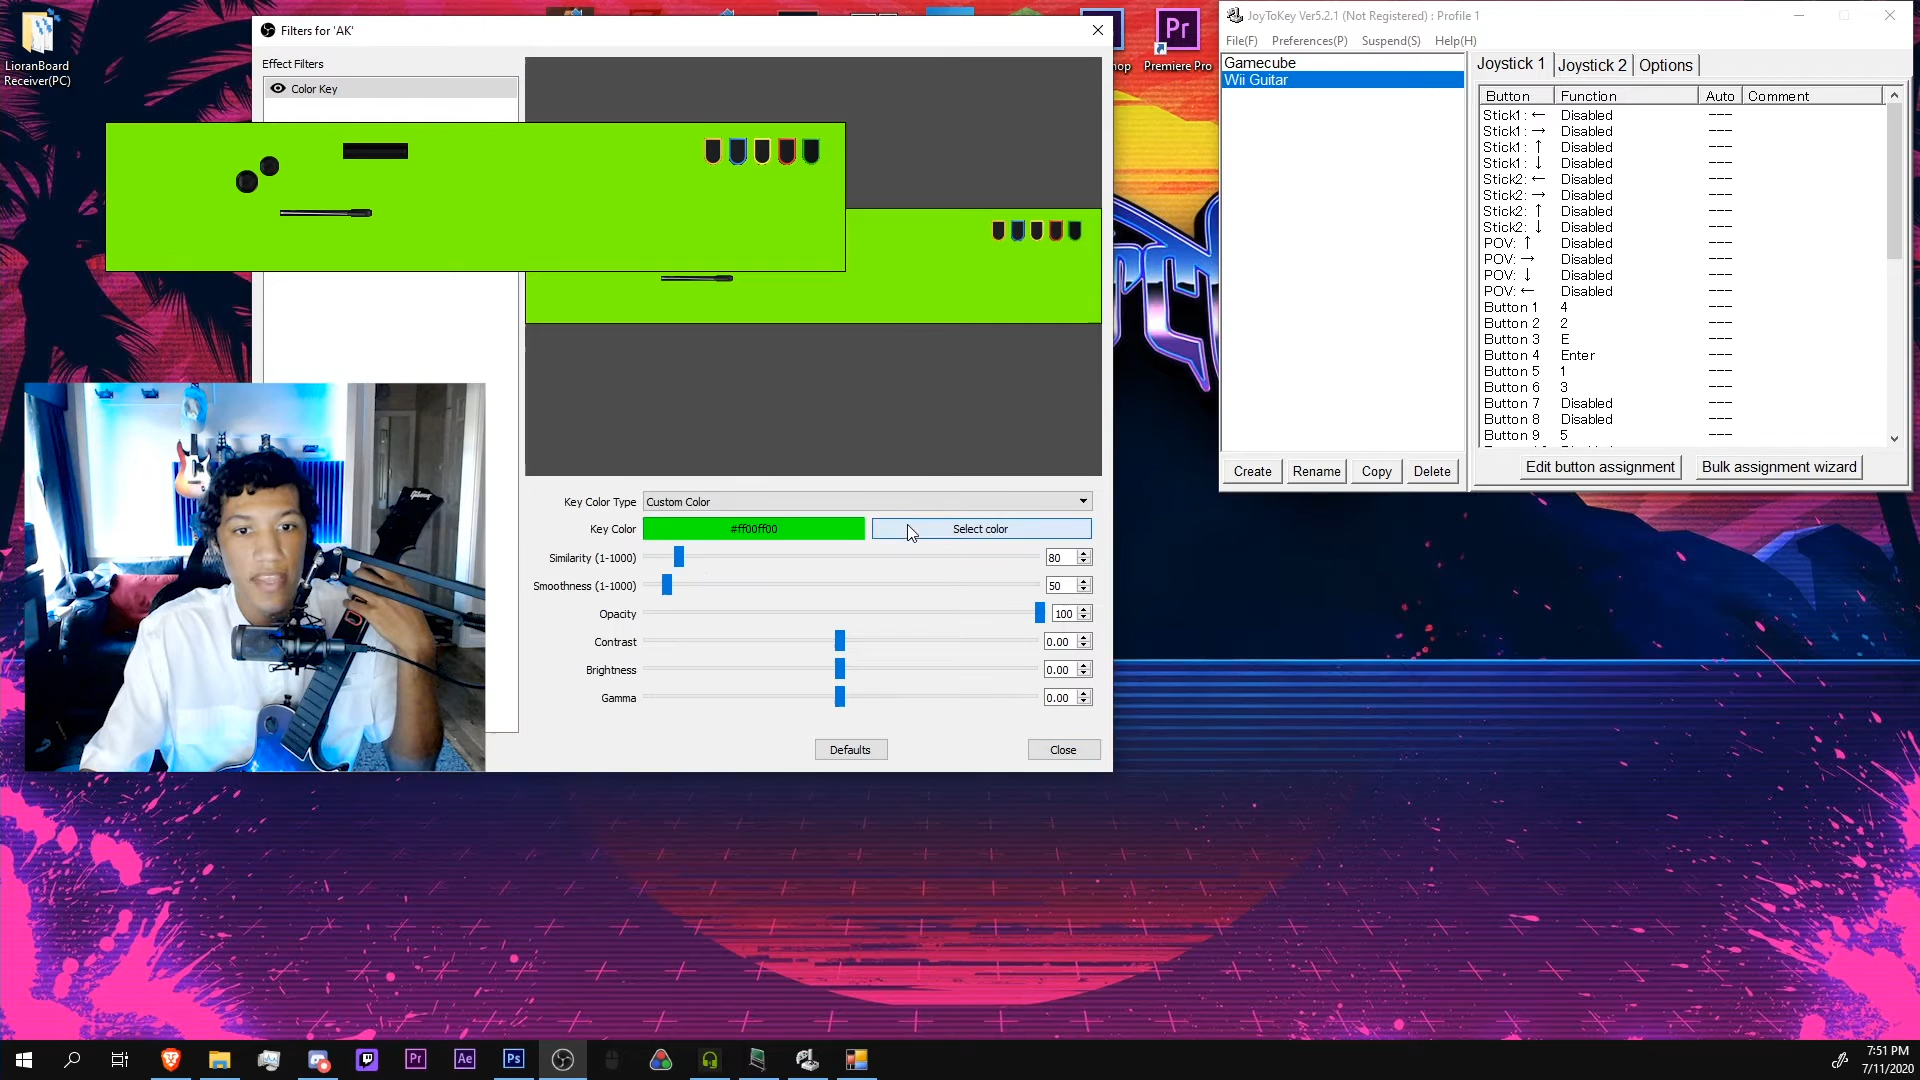 LioranBoard
Receiver(PC)
Filters for 'AK'
Effect Filters
Color Key
Key Color Type
Custom Color
Key Color
#ff00ff00
Select color
Similarity (1-1000)
80
Smoothness (1-1000)
50
Opacity
100
Contrast
0.00
Brightness
0.00
Gamma
0.00
Defaults
Close
Pr
Premiere Pro
JoyToKey Ver5.2.1 (Not Registered) : Profile 1
File(F) Preferences(P) Suspend(S) Help(H)
Gamecube
Wii Guitar
Create Rename Copy Delete
Joystick 1 Joystick 2 Options
Button Function Auto Comment
Stick1: ← Disabled ---
Stick1: → Disabled ---
Stick1: ↑ Disabled ---
Stick1: ↓ Disabled ---
Stick2: ← Disabled ---
Stick2: → Disabled ---
Stick2: ↑ Disabled ---
Stick2: ↓ Disabled ---
POV: ↑ Disabled ---
POV: → Disabled ---
POV: ↓ Disabled ---
POV: ← Disabled ---
Button 1 4 ---
Button 2 2 ---
Button 3 E ---
Button 4 Enter ---
Button 5 1 ---
Button 6 3 ---
Button 7 Disabled ---
Button 8 Disabled ---
Button 9 5 ---
Edit button assignment Bulk assignment wizard
Gibson
Pr Ae Ps
7:51 PM
7/11/2020